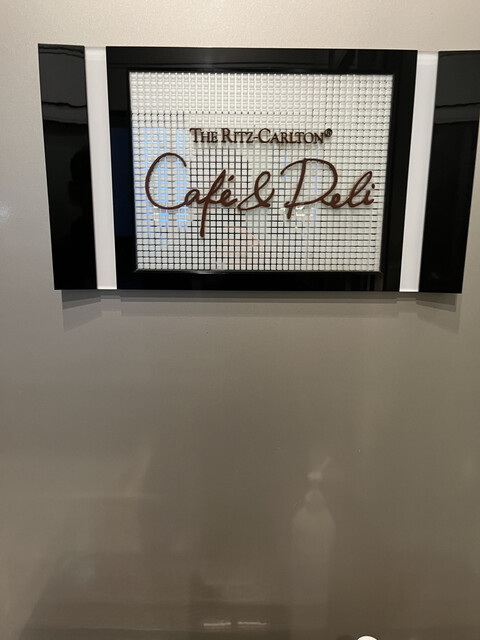 The Ritz-Carlton®
Café & Deli